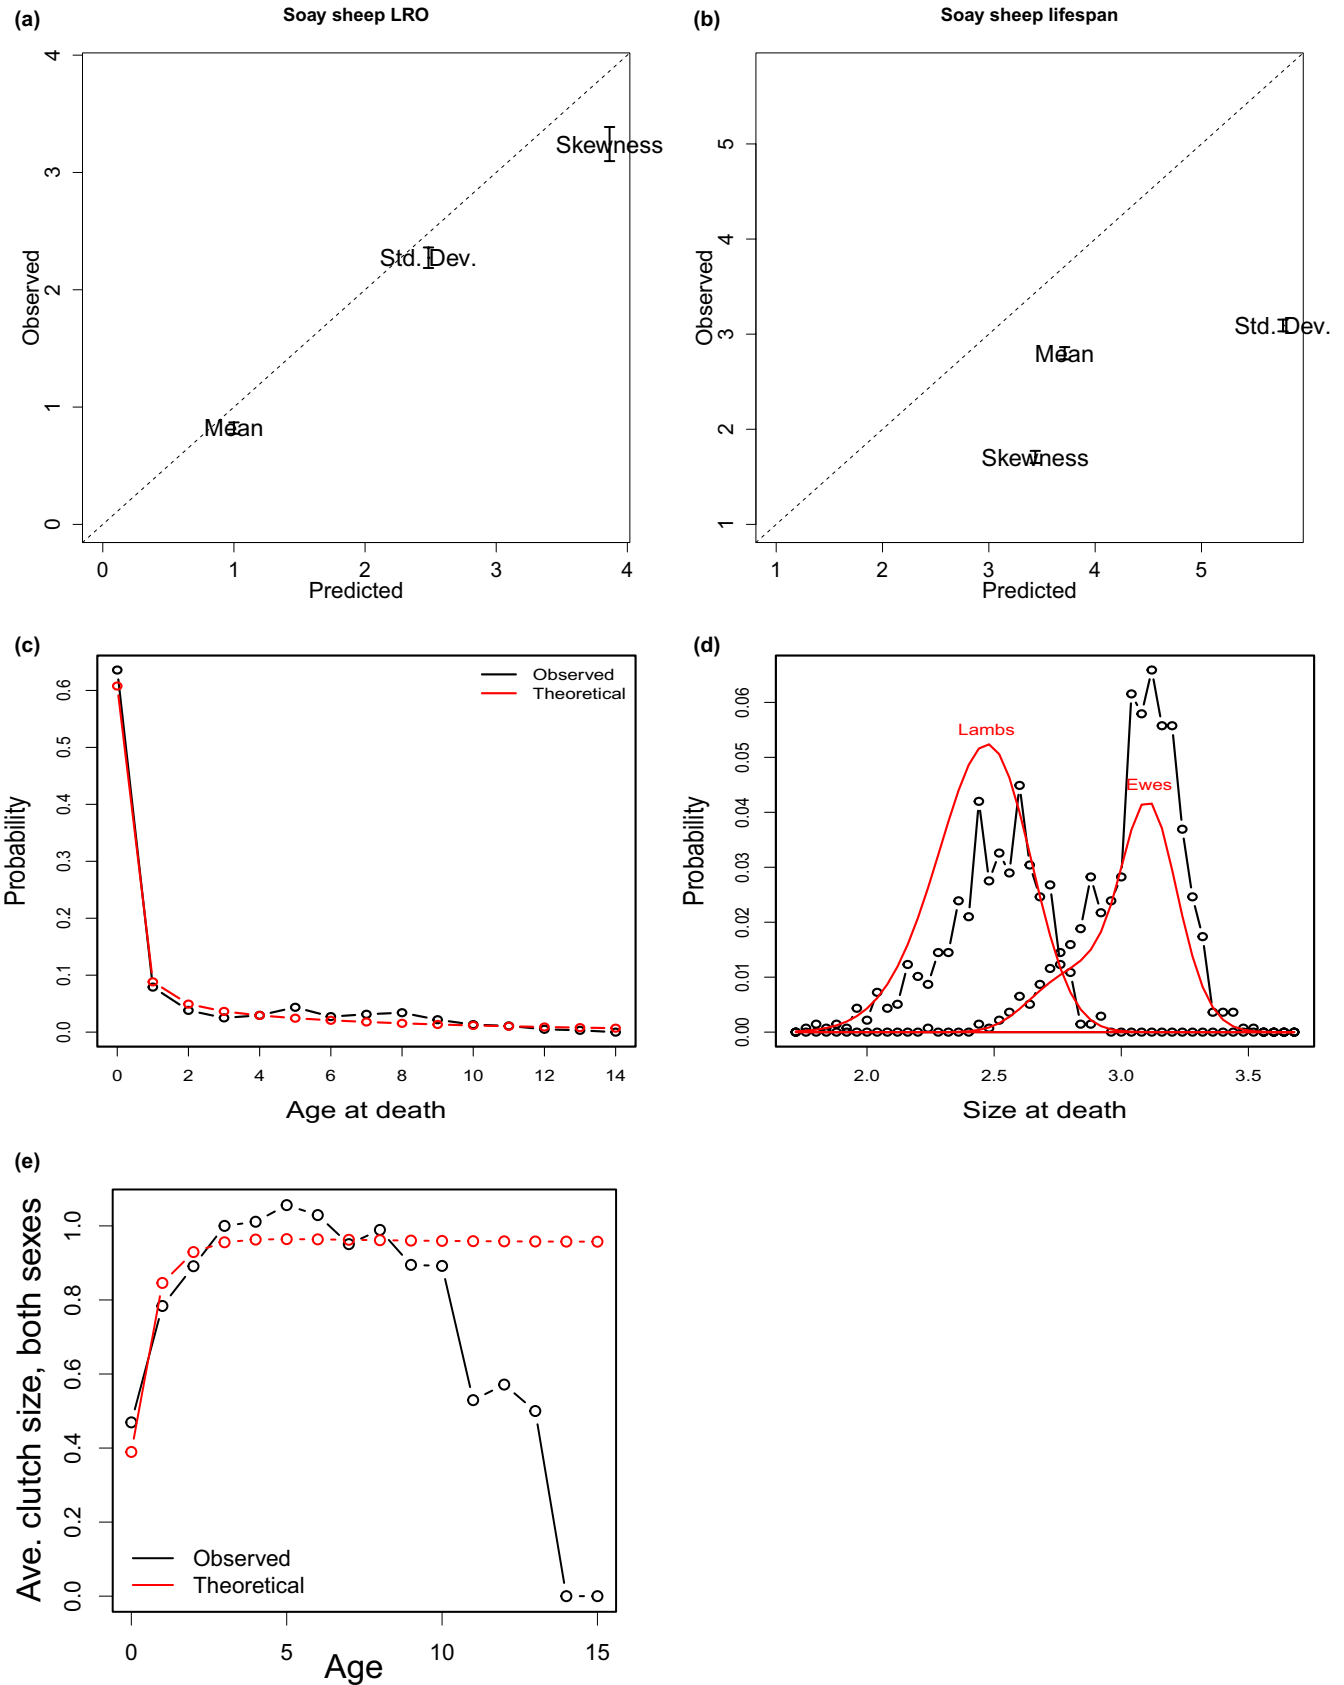 (a)
Soay sheep LRO
4
3
2
1
0
Observed
Skewness
Std. Dev.
Mean
0 1 2 3 4
Predicted
(b)
Soay sheep lifespan
5
4
3
2
1
Observed
Std. Dev.
Mean
Skewness
1 2 3 4 5
Predicted
(c)
0.6
0.5
0.4
0.3
0.2
0.1
0.0
Probability
Observed
Theoretical
0 2 4 6 8 10 12 14
Age at death
(d)
0.06
0.05
0.04
0.03
0.02
0.01
0.00
Probability
Lambs
Ewes
2.0 2.5 3.0 3.5
Size at death
(e)
1.0
0.8
0.6
0.4
0.2
0.0
Ave. clutch size, both sexes
Observed
Theoretical
0 5 10 15
Age